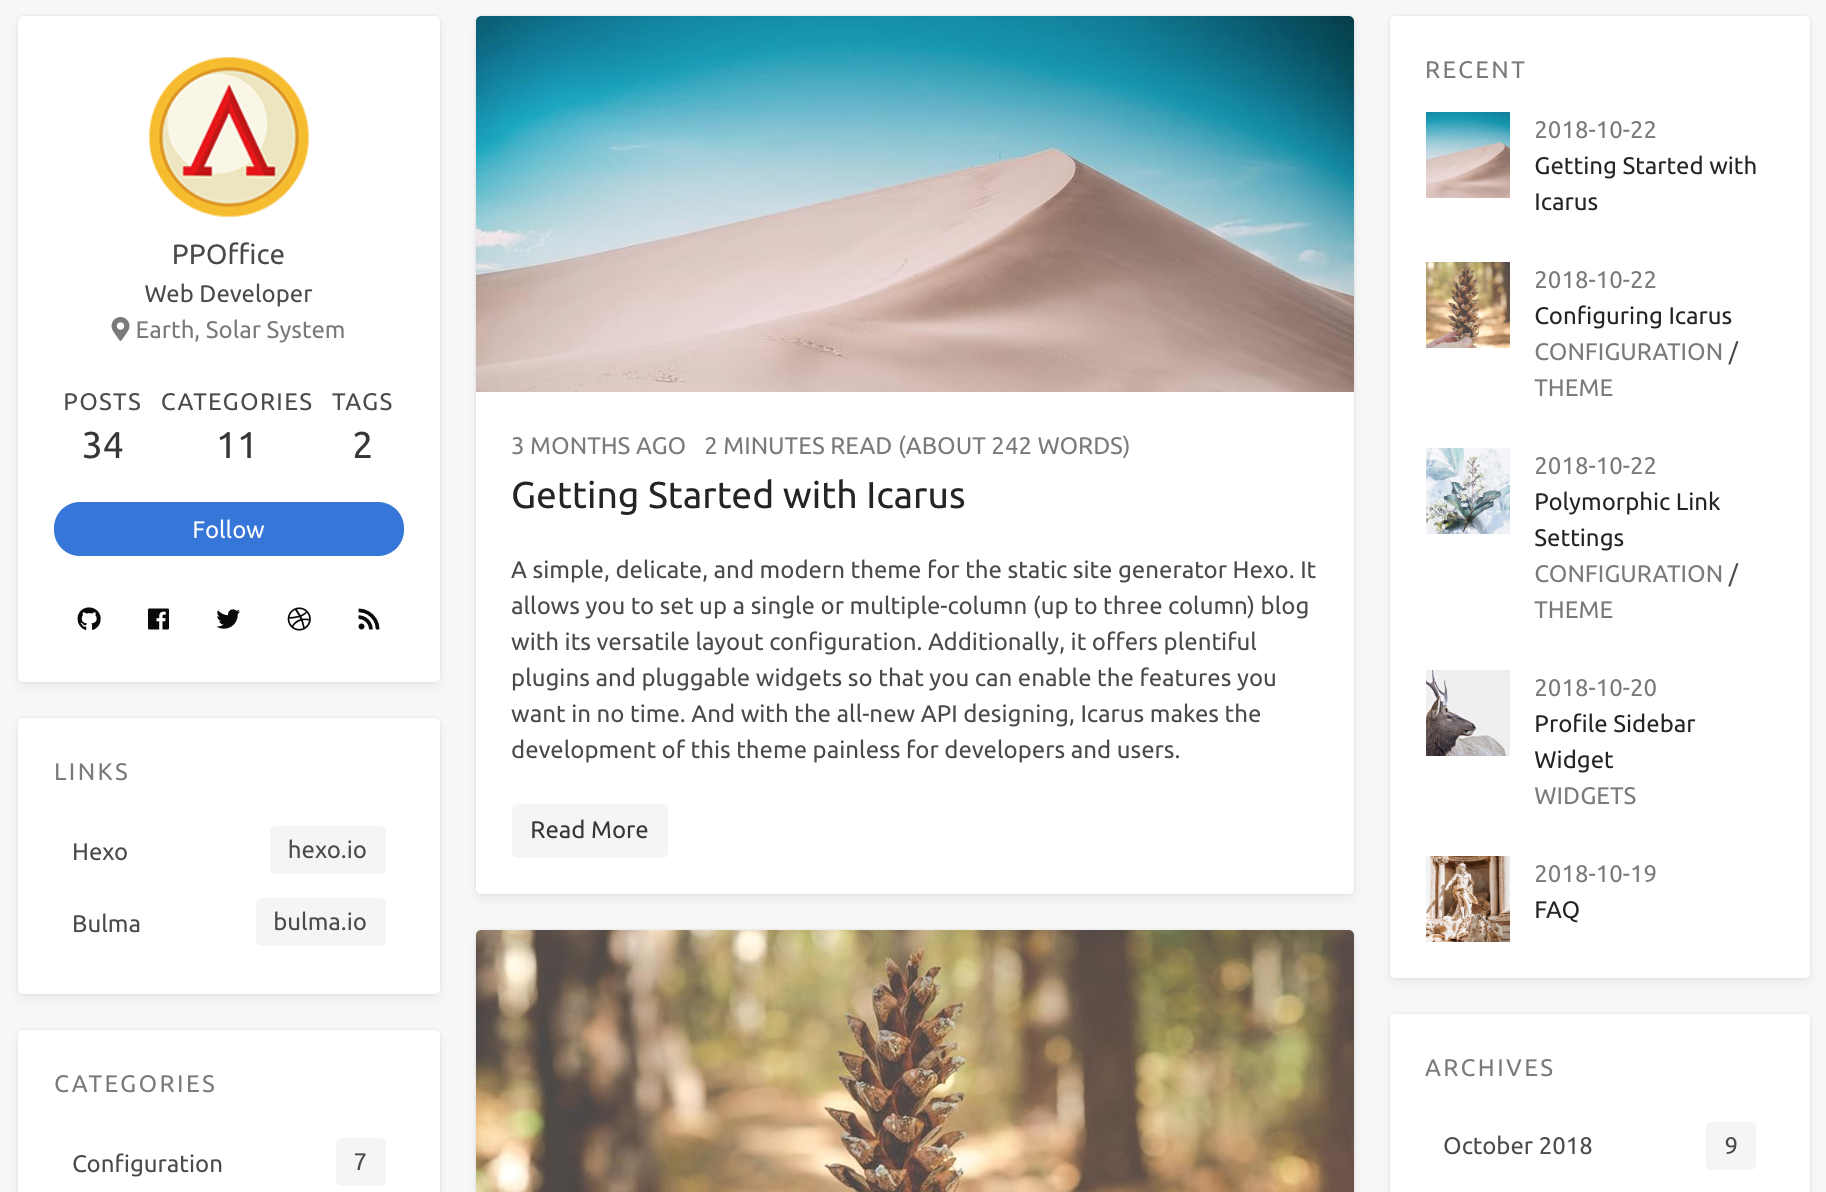 PPOffice
Web Developer
Earth, Solar System
POSTS CATEGORIES TAGS
34 11 2
Follow
LINKS
Hexo hexo.io
Bulma bulma.io
CATEGORIES
Configuration 7
3 MONTHS AGO 2 MINUTES READ (ABOUT 242 WORDS)
Getting Started with Icarus
A simple, delicate, and modern theme for the static site generator Hexo. It
allows you to set up a single or multiple-column (up to three column) blog
with its versatile layout configuration. Additionally, it offers plentiful
plugins and pluggable widgets so that you can enable the features you
want in no time. And with the all-new API designing, Icarus makes the
development of this theme painless for developers and users.
Read More
RECENT
2018-10-22
Getting Started with
Icarus
2018-10-22
Configuring Icarus
CONFIGURATION /
THEME
2018-10-22
Polymorphic Link
Settings
CONFIGURATION /
THEME
2018-10-20
Profile Sidebar
Widget
WIDGETS
2018-10-19
FAQ
ARCHIVES
October 2018 9